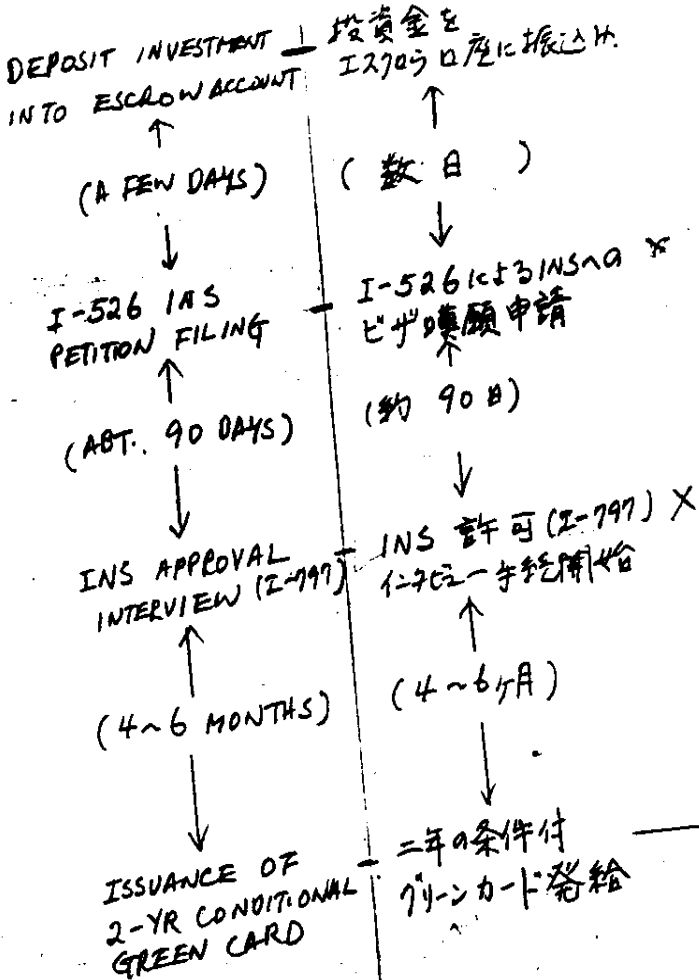 DEPOSIT INVESTMENT
INTO ESCROW ACCOUNT
(A FEW DAYS)
I-526 INS
PETITION FILING
(ABT. 90 DAYS)
INS APPROVAL
INTERVIEW (I-797)
(4~6 MONTHS)
ISSUANCE OF
2-YR CONDITIONAL
GREEN CARD
投資金を
エスクロウ口座に振込み.
(数日)
I-526によるINSへの ×
ビザ嘆願申請
(約 90日)
INS 許可(I-797) ×
インタビュー手続開始
(4~6ヶ月)
二年の条件付
グリーンカード発給